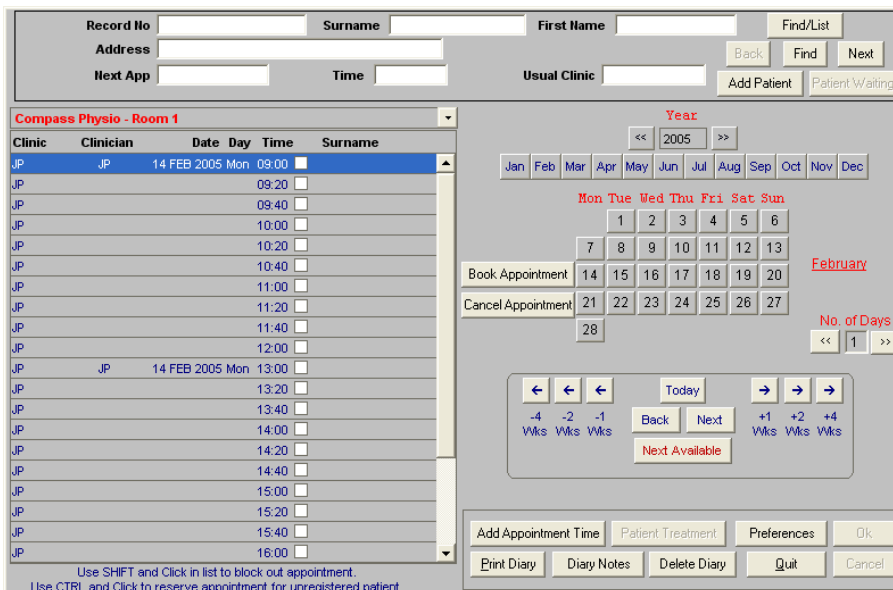 Record No Surname First Name Find/List
Address Back Find Next
Next App Time Usual Clinic Add Patient Patient Waiting
Compass Physio - Room 1
Clinic Clinician Date Day Time Surname
JP JP 14 FEB 2005 Mon 09:00
JP 09:20
JP 09:40
JP 10:00
JP 10:20
JP 10:40
JP 11:00
JP 11:20
JP 11:40
JP 12:00
JP JP 14 FEB 2005 Mon 13:00
JP 13:20
JP 13:40
JP 14:00
JP 14:20
JP 14:40
JP 15:00
JP 15:20
JP 15:40
JP 16:00
Use SHIFT and Click in list to block out appointment.
Use CTRL and Click to reserve appointment for unregistered patient
Year
<< 2005 >>
Jan Feb Mar Apr May Jun Jul Aug Sep Oct Nov Dec
Mon Tue Wed Thu Fri Sat Sun
1 2 3 4 5 6
7 8 9 10 11 12 13
Book Appointment 14 15 16 17 18 19 20
Cancel Appointment 21 22 23 24 25 26 27
28
February
No. of Days
<< 1 >>
Today
-4 -2 -1 Back Next +1 +2 +4
Wks Wks Wks Wks Wks Wks
Next Available
Add Appointment Time Patient Treatment Preferences Ok
Print Diary Diary Notes Delete Diary Quit Cancel